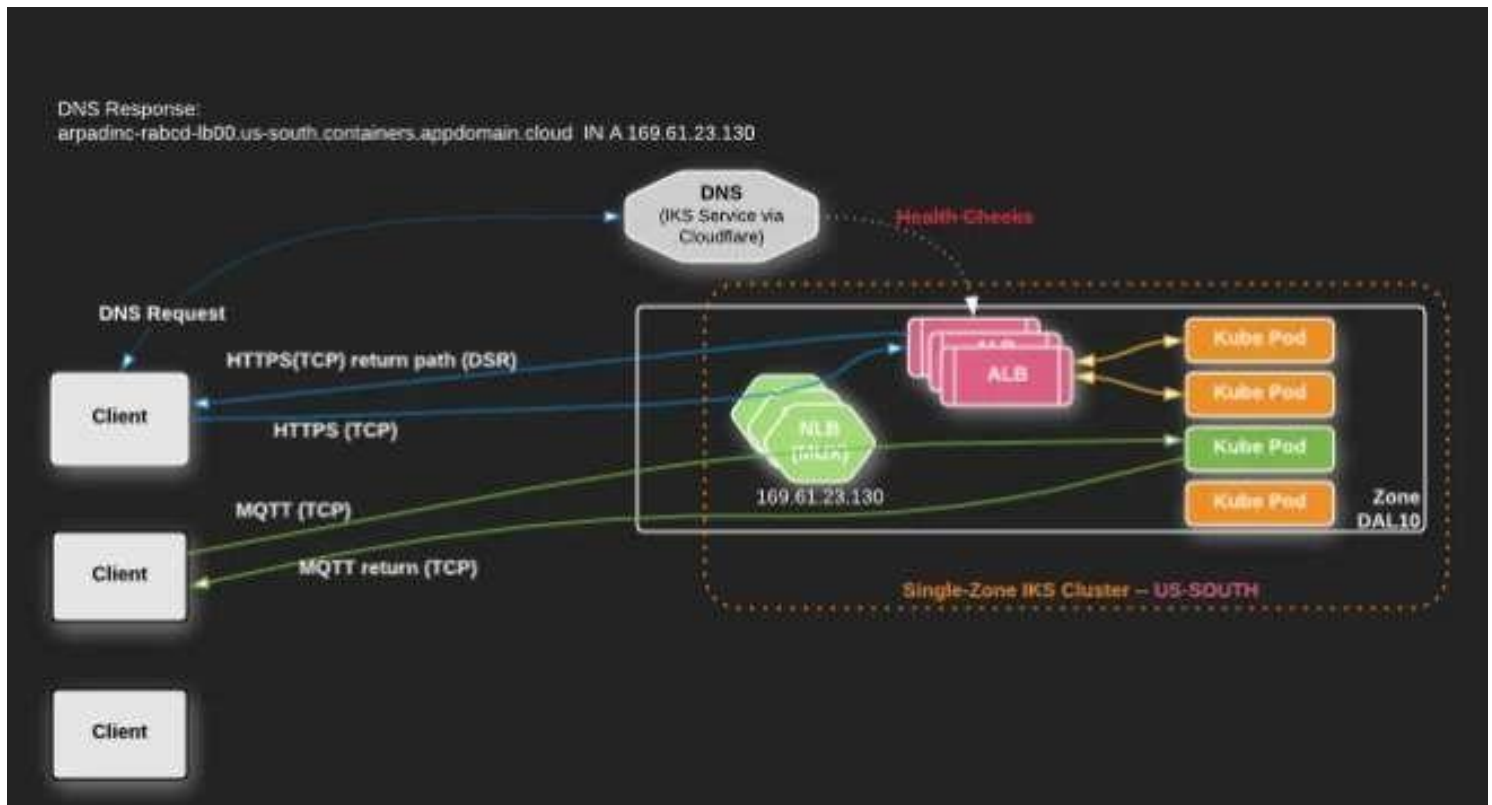 DNS Response:
arpadinc-rabcd-lb00.us-south.containers.appdomain.cloud IN A 169.61.23.130
DNS
(IKS Service via
Cloudflare)
Health Checks
DNS Request
HTTPS(TCP) return path (DSR)
Client
HTTPS (TCP)
ALB
ALB
Kube Pod
Kube Pod
Kube Pod
Kube Pod
NLB
(MUX)
169.61.23.130
Zone
DAL10
MQTT (TCP)
Client
MQTT return (TCP)
Single-Zone IKS Cluster – US-SOUTH
Client